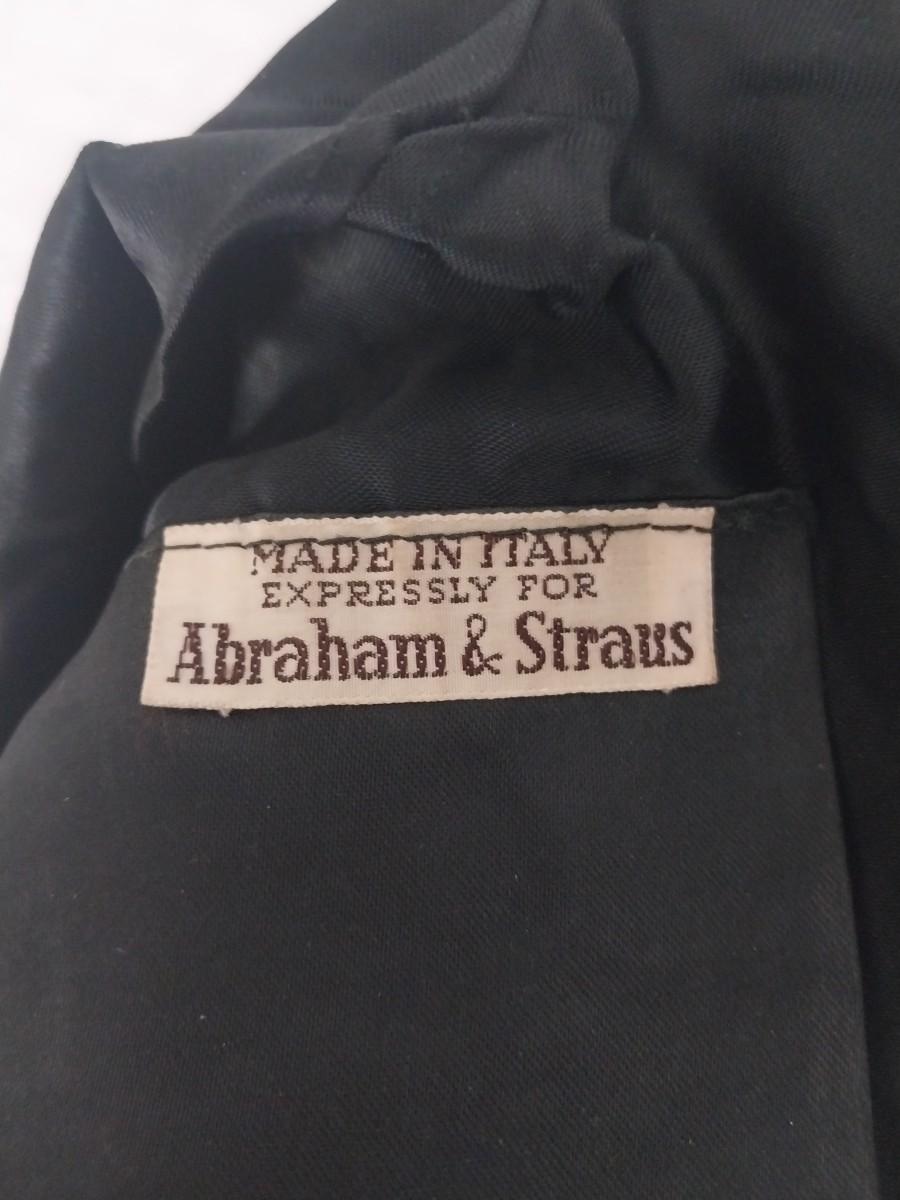 MADE IN ITALY
EXPRESSLY FOR
Abraham & Straus